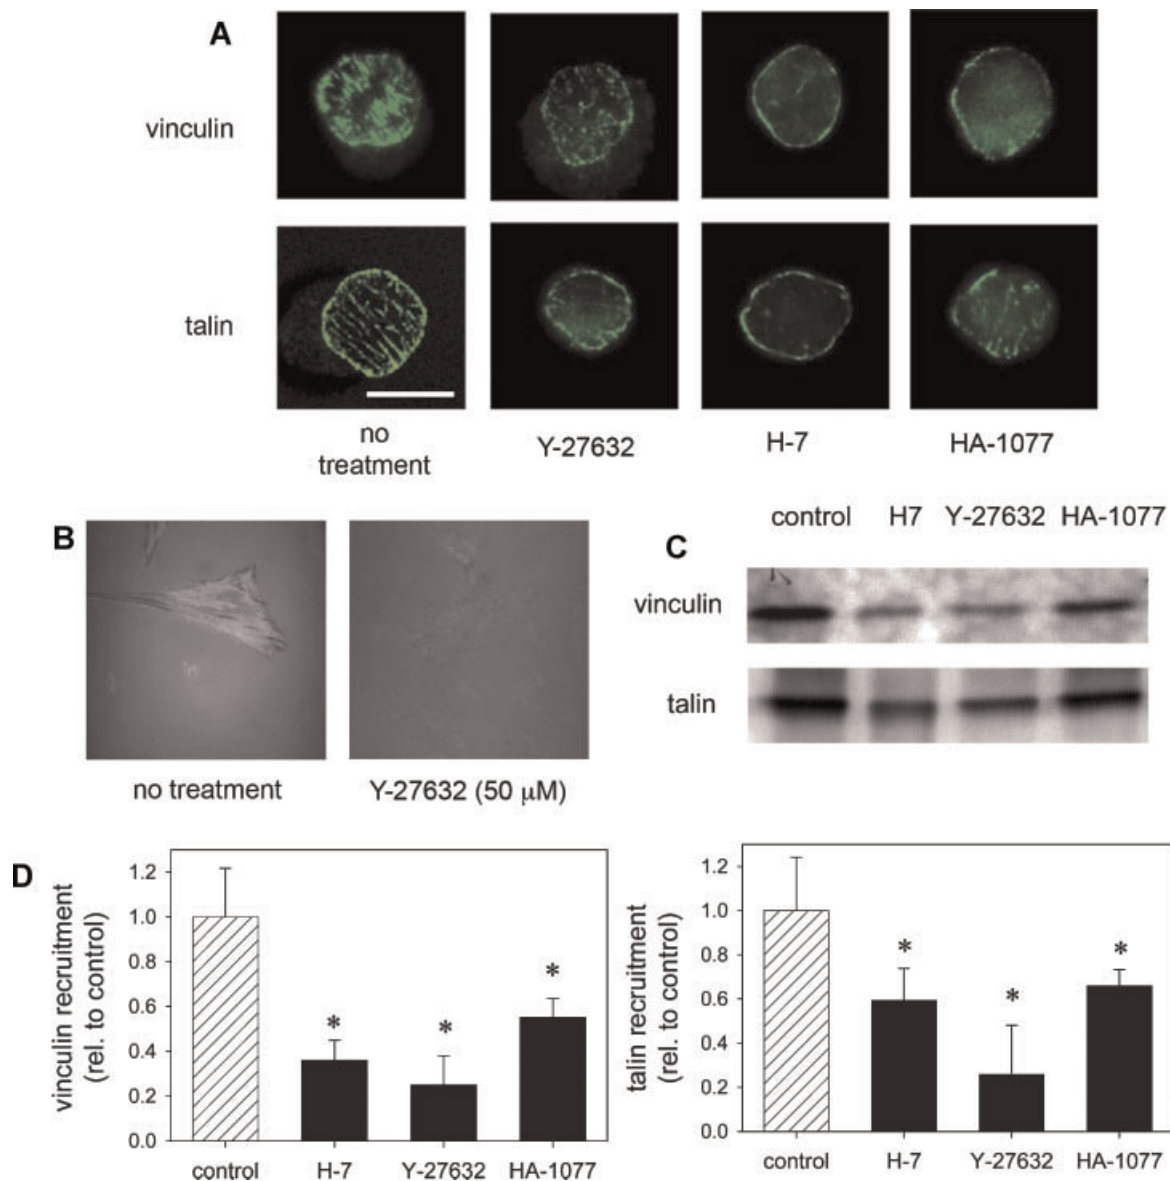 A
vinculin
talin
no
treatment
Y-27632
H-7
HA-1077
B
no treatment
Y-27632 (50 μM)
C
control H7 Y-27632 HA-1077
vinculin
talin
D
vinculin recruitment
(rel. to control)
1.2
1.0
0.8
0.6
0.4
0.2
0.0
*
*
*
control H-7 Y-27632 HA-1077
talin recruitment
(rel. to control)
1.2
1.0
0.8
0.6
0.4
0.2
0.0
*
*
*
control H-7 Y-27632 HA-1077